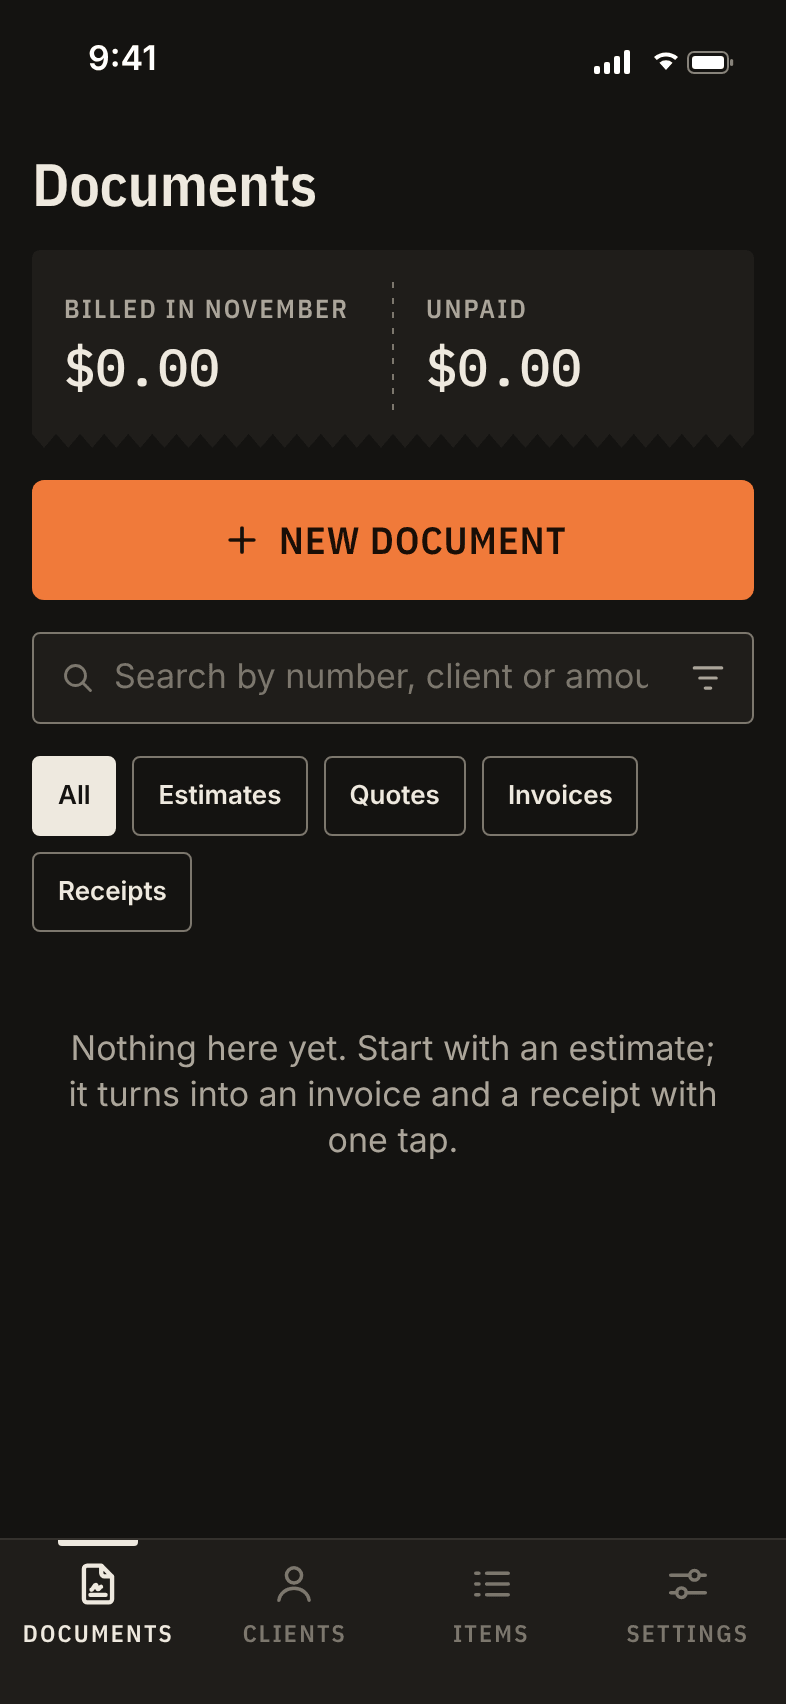 9:41
Documents
BILLED IN NOVEMBER
$0.00
UNPAID
$0.00
+ NEW DOCUMENT
Search by number, client or amou
All
Estimates
Quotes
Invoices
Receipts
Nothing here yet. Start with an estimate;
it turns into an invoice and a receipt with
one tap.
DOCUMENTS
CLIENTS
ITEMS
SETTINGS